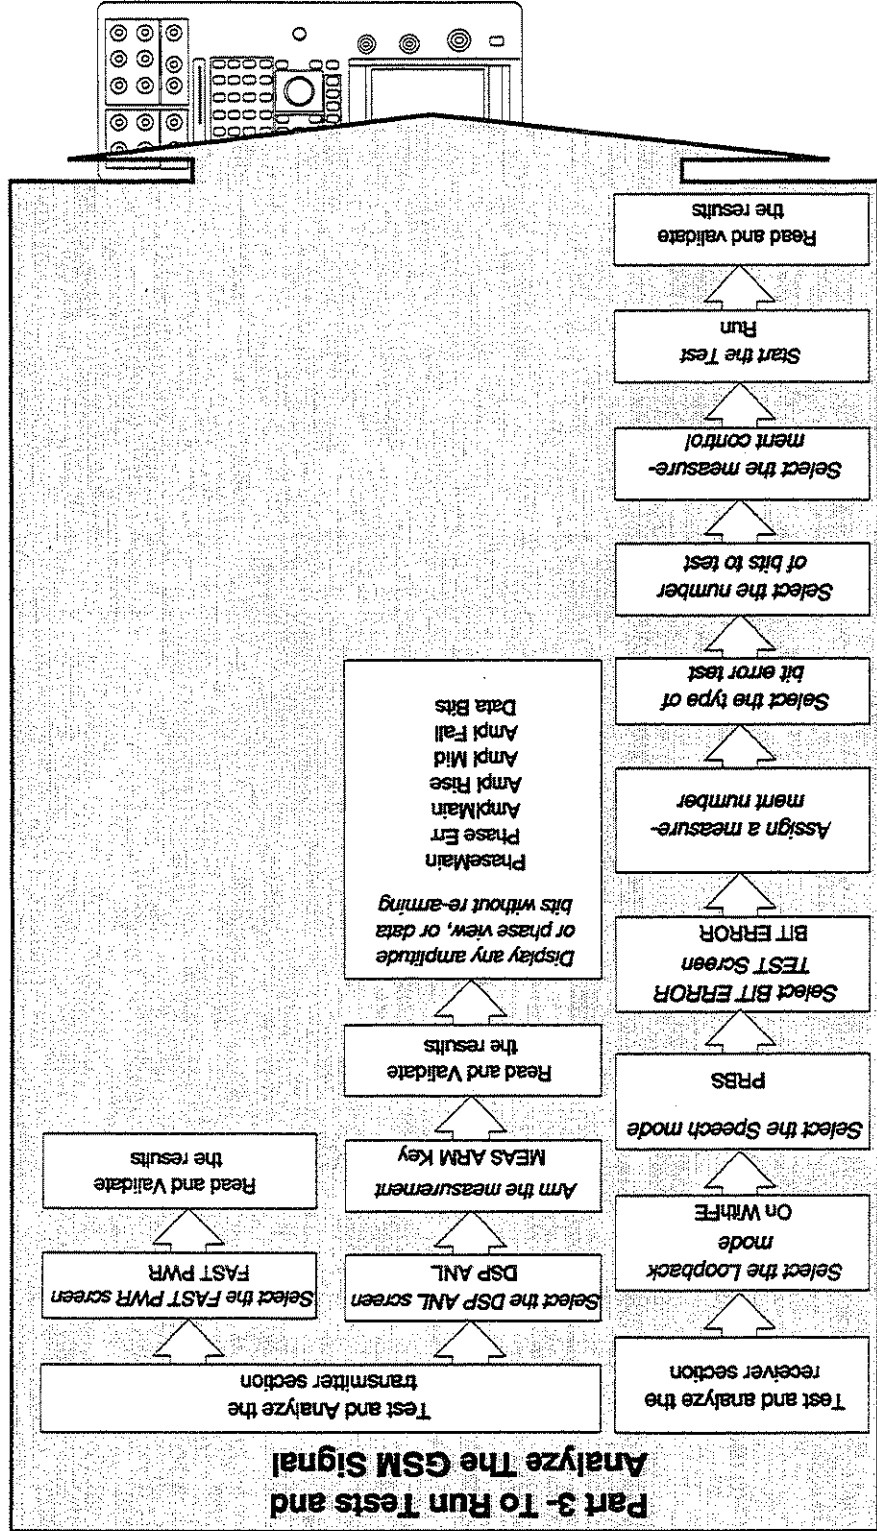 Part 3- To Run Tests and
Analyze The GSM Signal
Test and analyze the
receiver section
Select the Loopback
mode
On WithFE
Select the Speech mode
PRBS
Select BIT ERROR
TEST Screen
BIT ERROR
Assign a measure-
ment number
Select the type of
bit error test
Select the number
of bits to test
Select the measure-
ment control
Start the Test
Run
Read and validate
the results
Test and Analyze the
transmitter section
Select the DSP ANL screen
DSP ANL
Arm the measurement
MEAS ARM Key
Read and Validate
the results
Display any amplitude
or phase view, or data
bits without re-arming
PhaseMain
Phase Err
AmplMain
Ampl Rise
Ampl Mid
Ampl Fall
Data Bits
Select the FAST PWR screen
FAST PWR
Read and Validate
the results